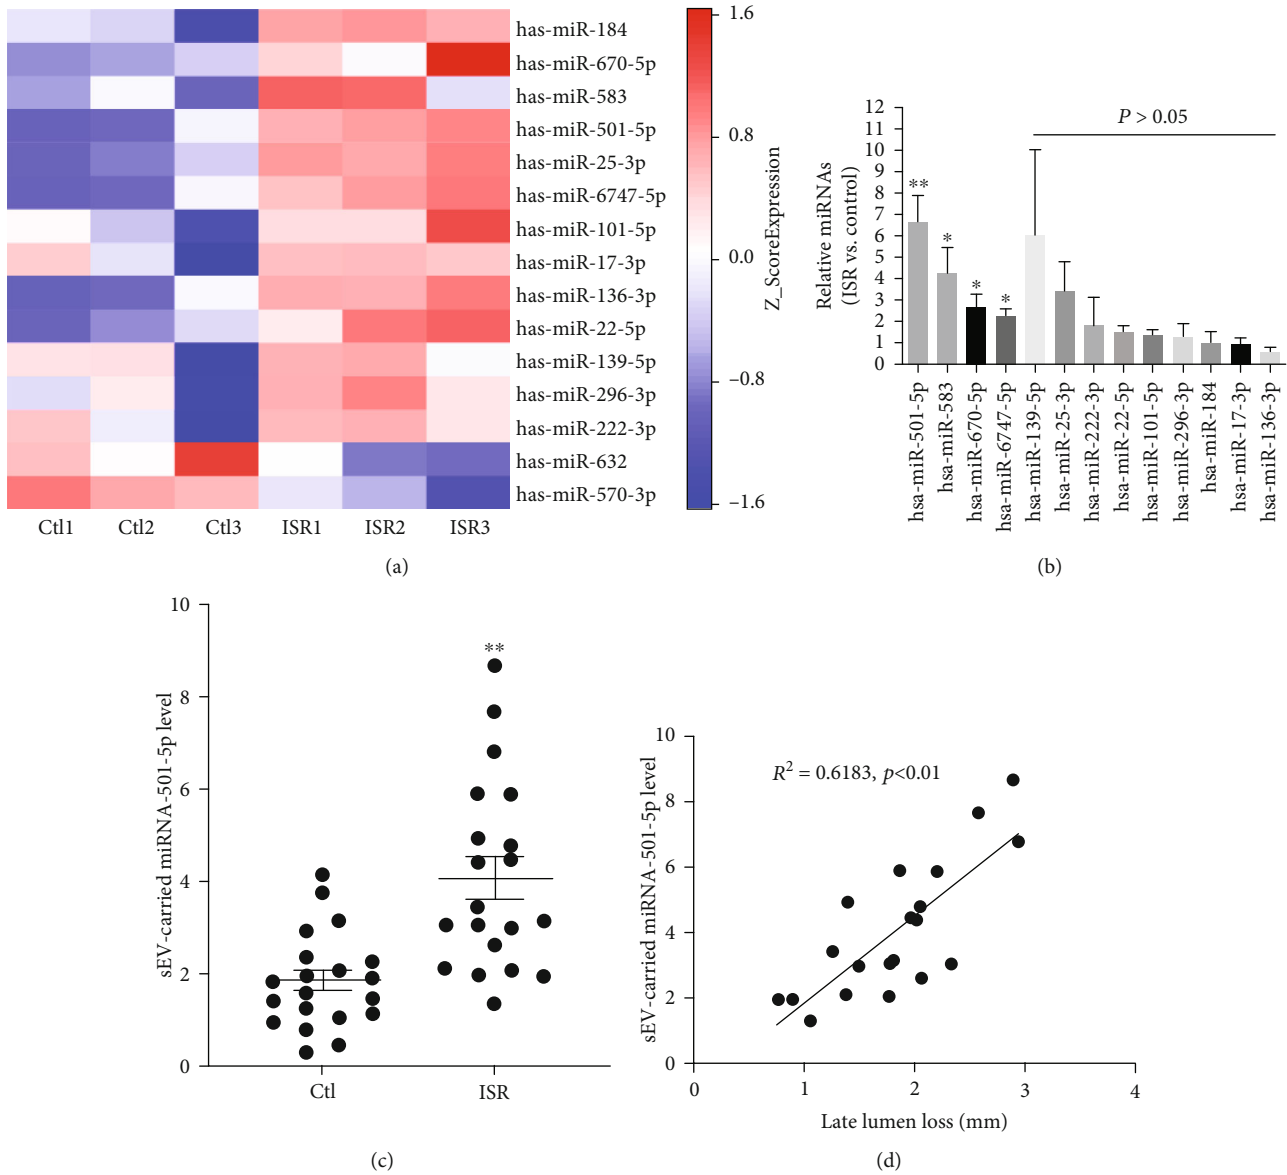 has-miR-184
has-miR-670-5p
has-miR-583
has-miR-501-5p
has-miR-25-3p
has-miR-6747-5p
has-miR-101-5p
has-miR-17-3p
has-miR-136-3p
has-miR-22-5p
has-miR-139-5p
has-miR-296-3p
has-miR-222-3p
has-miR-632
has-miR-570-3p
Ctl1 Ctl2 Ctl3 ISR1 ISR2 ISR3
1.6
0.8
0.0
−0.8
−1.6
Z_ScoreExpression
(a)
Relative miRNAs
(ISR vs. control)
12
11
10
9
8
7
6
5
4
3
2
1
0
P > 0.05
**
*
*
*
hsa-miR-501-5p
hsa-miR-583
hsa-miR-670-5p
hsa-miR-6747-5p
hsa-miR-139-5p
hsa-miR-25-3p
hsa-miR-222-3p
hsa-miR-22-5p
hsa-miR-101-5p
hsa-miR-296-3p
hsa-miR-184
hsa-miR-17-3p
hsa-miR-136-3p
(b)
sEV-carried miRNA-501-5p level
10
8
6
4
2
0
**
Ctl ISR
(c)
sEV-carried miRNA-501-5p level
10
8
6
4
2
0
R² = 0.6183, p<0.01
0 1 2 3 4
Late lumen loss (mm)
(d)